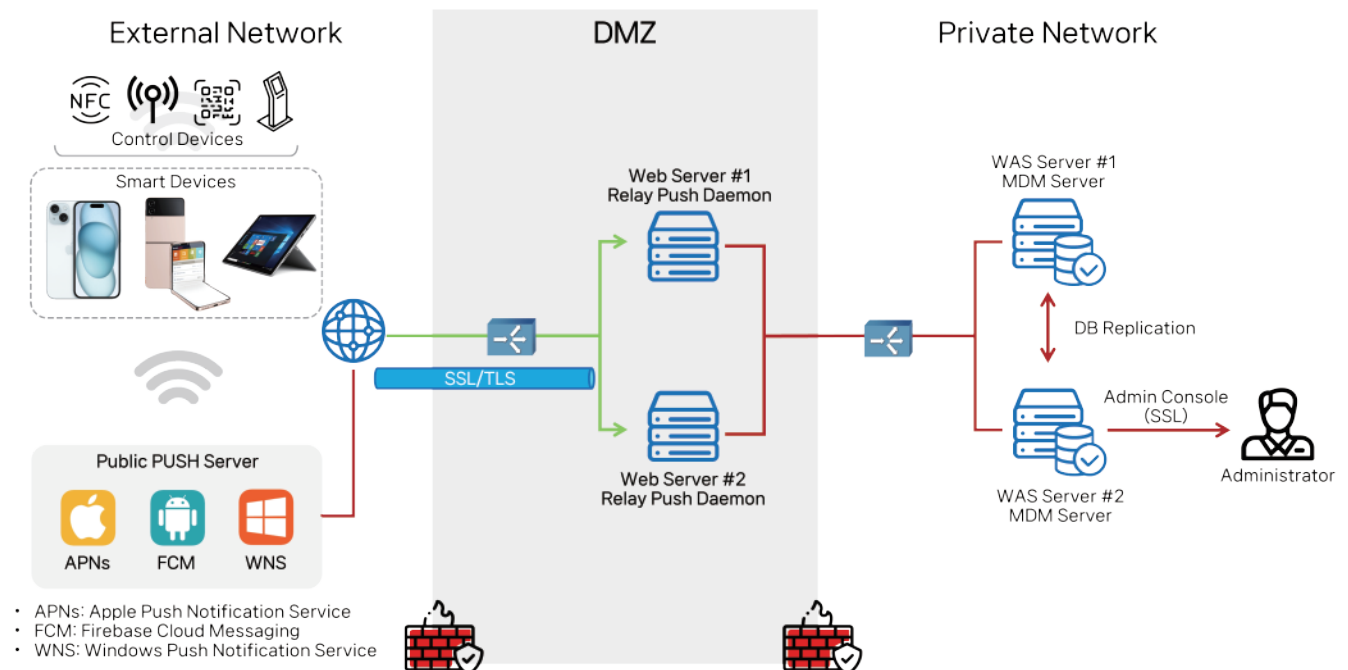 External Network
DMZ
Private Network
NFC
Control Devices
Smart Devices
Web Server #1
Relay Push Daemon
WAS Server #1
MDM Server
DB Replication
SSL/TLS
Admin Console
(SSL)
Administrator
Public PUSH Server
Web Server #2
Relay Push Daemon
WAS Server #2
MDM Server
APNs
FCM
WNS
• APNs: Apple Push Notification Service
• FCM: Firebase Cloud Messaging
• WNS: Windows Push Notification Service